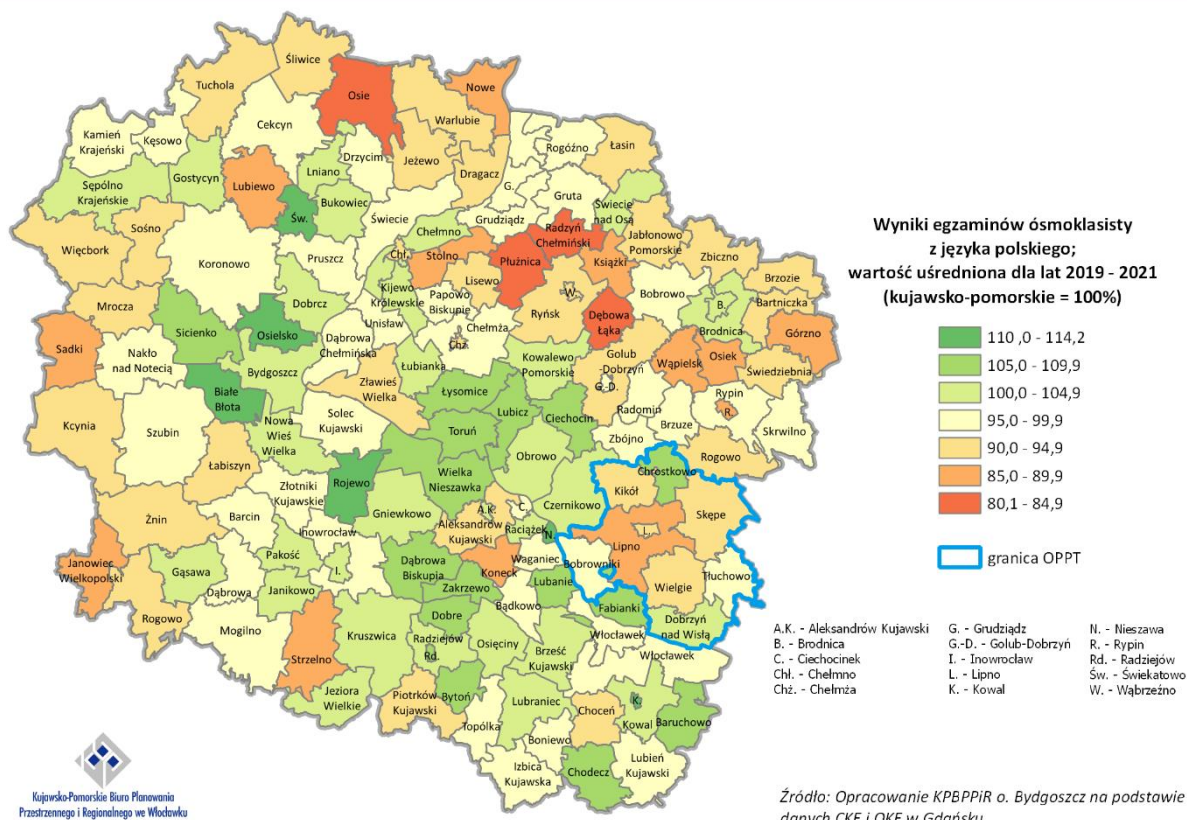 Śliwice
Tuchola
Osie
Nowe
Cekcyn
Warlubie
Kamień
Krajeński
Kęsowo
Rogóźno
Łasin
Drzycim
Jeżewo
Dragacz
G.
Gruta
Sępólno
Krajeńskie
Gostycyn
Lubiewo
Lniano
Św.
Bukowiec
Świecie
Grudziądz
Świecie
nad Osą
Sośno
Więcbork
Koronowo
Pruszcz
Chełmno
Chł.
Stolno
Radzyń
Chełmiński
Płużnica
Książki
Jabłonowo
Pomorskie
Zbiczno
Brzozie
Bartniczka
Mrocza
Dobrcz
Kijewo
Królewskie
Lisewo
Papowo
Biskupie
W.
Ryńsk
Bobrowo
B.
Brodnica
Górzno
Sicienko
Osielsko
Unisław
Dąbrowa
Chełmińska
Chełmża
Chż.
Dębowa
Łąka
Sadki
Nakło
nad Notecią
Bydgoszcz
Łubianka
Kowalewo
Pomorskie
Golub
-Dobrzyń
G.-D.
Wąpielsk
Osiek
Świedziebnia
Białe
Błota
Zławieś
Wielka
Łysomice
Lubicz
Ciechocin
Radomin
Rypin
R.
Kcynia
Szubin
Nowa
Wieś
Wielka
Solec
Kujawski
Toruń
Zbójno
Brzuze
Skrwilno
Łabiszyn
Rojewo
Wielka
Nieszawka
Obrowo
Rogowo
Chrostkowo
Złotniki
Kujawskie
Gniewkowo
Czernikowo
Kikół
Skępe
Żnin
Barcin
Inowrocław
Aleksandrów
Kujawski
A.K.
C.
Raciążek
N.
L.
Lipno
Janowiec
Wielkopolski
Gąsawa
Pakość
I.
Dąbrowa
Biskupia
Koneck
Waganiec
Bobrowniki
Wielgie
Tłuchowo
Dąbrowa
Janikowo
Zakrzewo
Lubanie
Fabianki
Dobrzyń
nad Wisłą
Rogowo
Mogilno
Strzelno
Kruszwica
Dobre
Bądkowo
Radziejów
Rd.
Osięciny
Brześć
Kujawski
Włocławek
Włocławek
Jeziora
Wielkie
Piotrków
Kujawski
Bytoń
Topólka
Lubraniec
Choceń
K.
Kowal
Baruchowo
Boniewo
Izbica
Kujawska
Chodecz
Lubień
Kujawski
Wyniki egzaminów ósmoklasisty
z języka polskiego;
wartość uśredniona dla lat 2019 - 2021
(kujawsko-pomorskie = 100%)
110 ,0 - 114,2
105,0 - 109,9
100,0 - 104,9
95,0 - 99,9
90,0 - 94,9
85,0 - 89,9
80,1 - 84,9
granica OPPT
A.K. - Aleksandrów Kujawski
B. - Brodnica
C. - Ciechocinek
Chł. - Chełmno
Chż. - Chełmża
G. - Grudziądz
G.-D. - Golub-Dobrzyń
I. - Inowrocław
L. - Lipno
K. - Kowal
N. - Nieszawa
R. - Rypin
Rd. - Radziejów
Św. - Świekatowo
W. - Wąbrzeźno
Kujawsko-Pomorskie Biuro Planowania
Przestrzennego i Regionalnego we Włocławku
Źródło: Opracowanie KPBPPiR o. Bydgoszcz na podstawie
danych CKE i OKE w Gdańsku